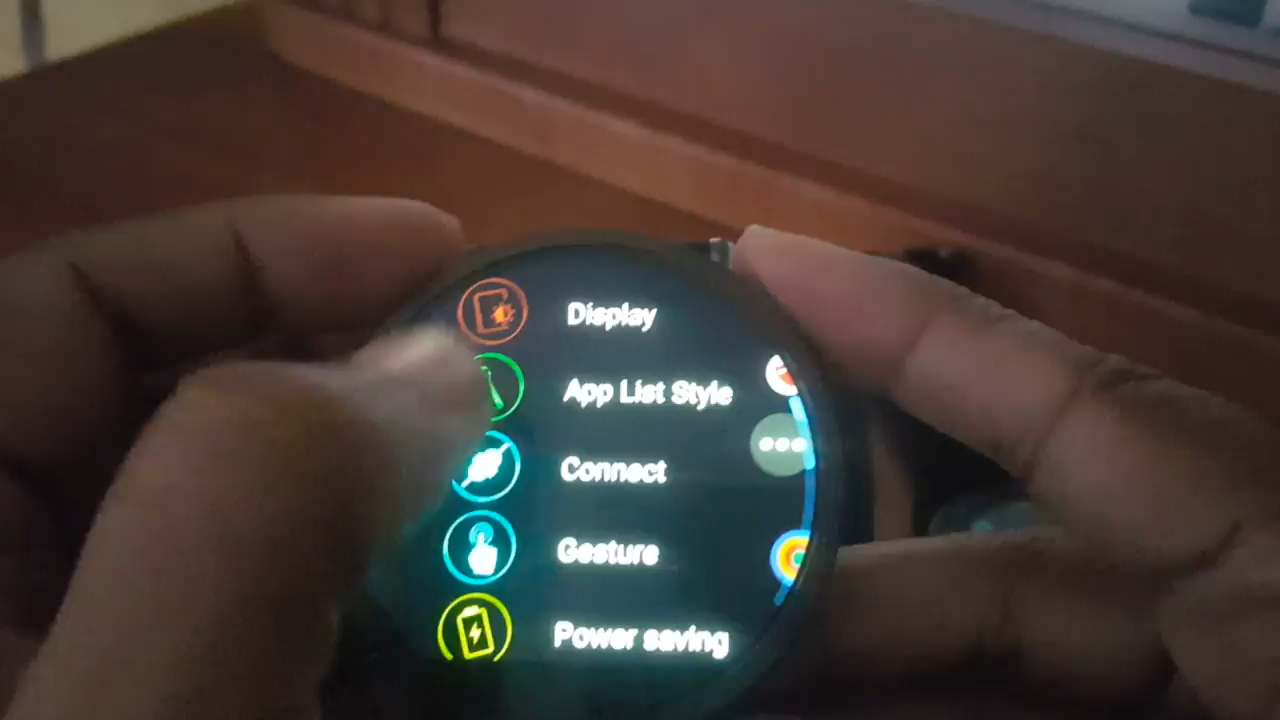 Display
App List Style
Connect
Gesture
Power saving